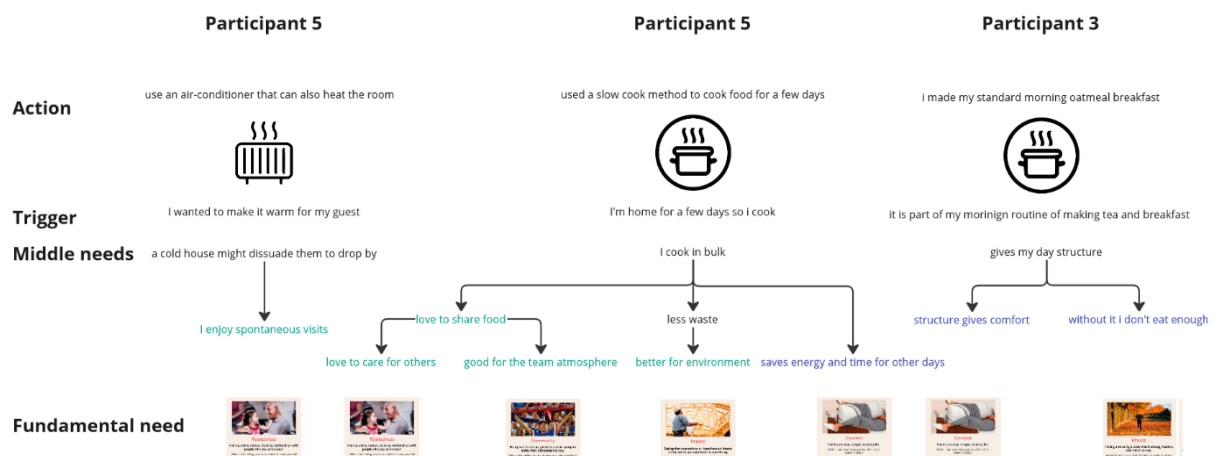 Participant 5
Participant 5
Participant 3
Action
use an air-conditioner that can also heat the room
used a slow cook method to cook food for a few days
i made my standard morning oatmeal breakfast
Trigger
I wanted to make it warm for my guest
I'm home for a few days so i cook
it is part of my morinign routine of making tea and breakfast
Middle needs
a cold house might dissuade them to drop by
I cook in bulk
gives my day structure
I enjoy spontaneous visits
love to share food
less waste
structure gives comfort
without it i don't eat enough
love to care for others
good for the team atmosphere
better for environment
saves energy and time for other days
Fundamental need
Relatedness
Relatedness
Community
Impact
Comfort
Comfort
Fitness